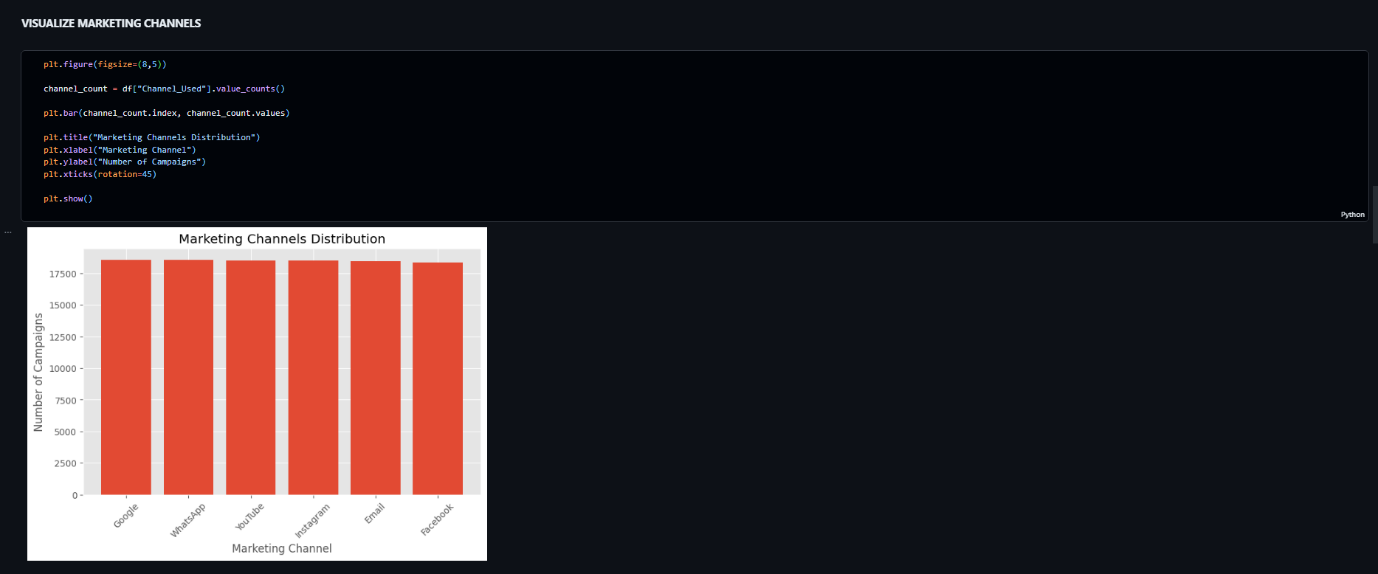 VISUALIZE MARKETING CHANNELS
plt.figure(figsize=(8,5))
channel_count = df["Channel_Used"].value_counts()
plt.bar(channel_count.index, channel_count.values)
plt.title("Marketing Channels Distribution")
plt.xlabel("Marketing Channel")
plt.ylabel("Number of Campaigns")
plt.xticks(rotation=45)
plt.show()
Python
...
Marketing Channels Distribution
Number of Campaigns
17500
15000
12500
10000
7500
5000
2500
0
Google
WhatsApp
YouTube
Instagram
Email
Facebook
Marketing Channel